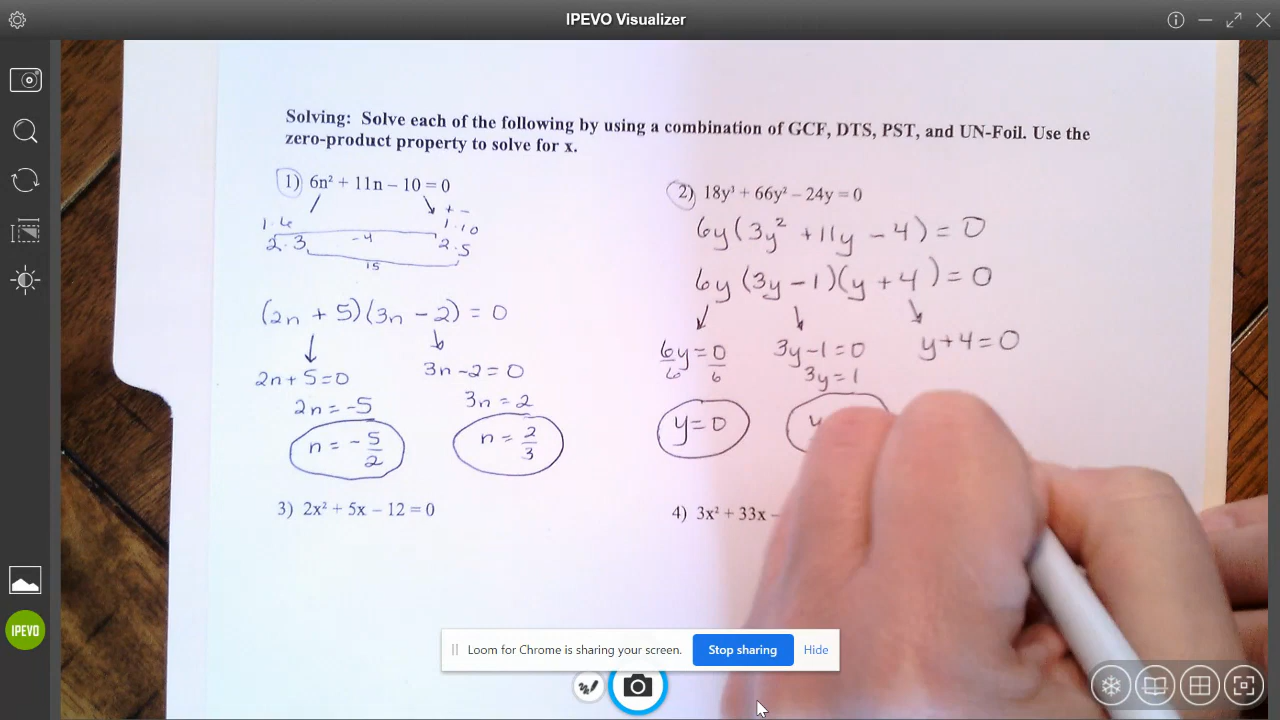 IPEVO Visualizer
Solving: Solve each of the following by using a combination of GCF, DTS, PST, and UN-Foil. Use the
zero-product property to solve for x.
1) 6n² + 11n – 10 = 0
+ -
1·6
1·10
2·3
-4
2·5
15
(2n + 5)(3n - 2) = 0
2n+5=0
3n-2=0
2n = -5
3n = 2
n = - 5/2
n = 2/3
2) 18y³ + 66y² – 24y = 0
6y(3y² + 11y - 4) = 0
6y(3y - 1)(y + 4) = 0
6y/6 = 0/6
3y-1=0
y+4=0
3y=1
y=0
3) 2x² + 5x – 12 = 0
4) 3x² + 33x –
Loom for Chrome is sharing your screen.
Stop sharing
Hide
IPEVO